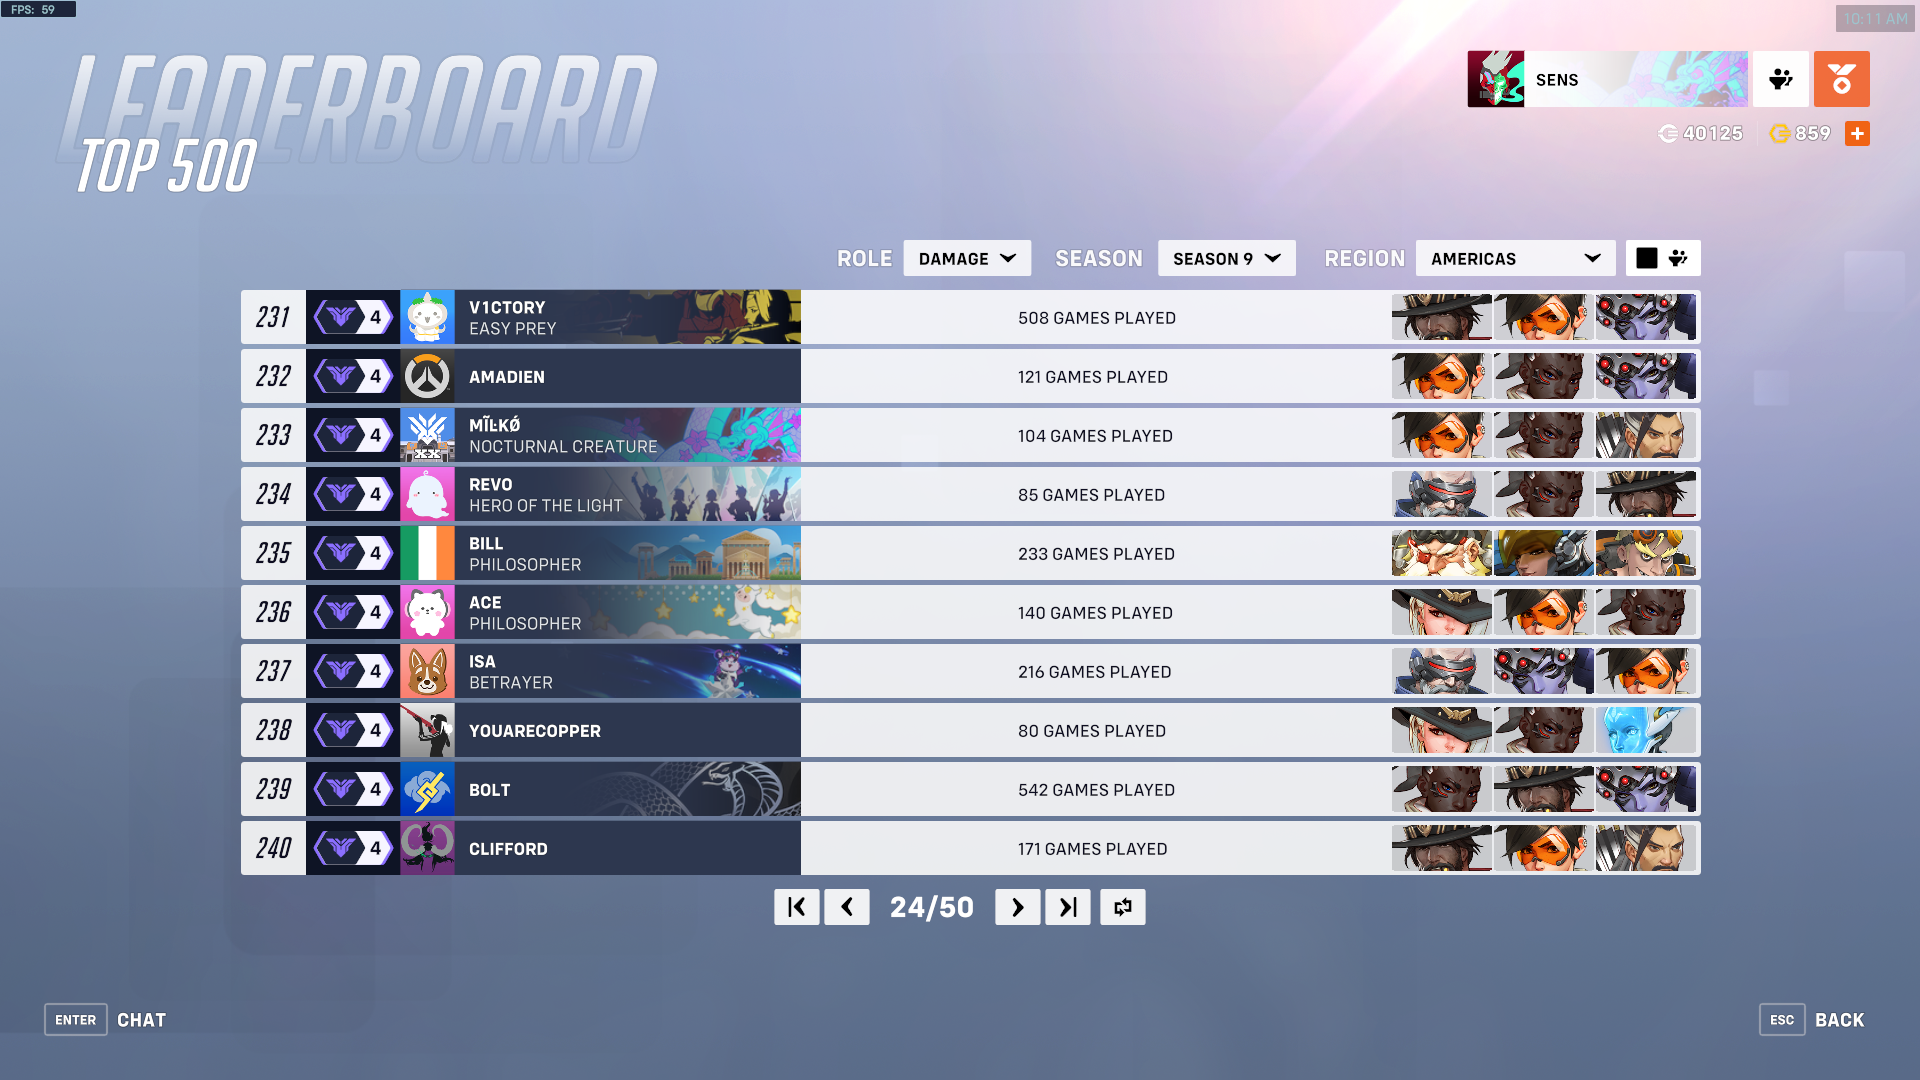 FPS: 59
10:11 AM
LEADERBOARD
TOP 500
SENS
40125
859
ROLE DAMAGE SEASON SEASON 9 REGION AMERICAS
231 4 V1CTORY 508 GAMES PLAYED
EASY PREY
232 4 AMADIEN 121 GAMES PLAYED
233 4 MĨŁKǾ 104 GAMES PLAYED
NOCTURNAL CREATURE
234 4 REVO 85 GAMES PLAYED
HERO OF THE LIGHT
235 4 BILL 233 GAMES PLAYED
PHILOSOPHER
236 4 ACE 140 GAMES PLAYED
PHILOSOPHER
237 4 ISA 216 GAMES PLAYED
BETRAYER
238 4 YOUARECOPPER 80 GAMES PLAYED
239 4 BOLT 542 GAMES PLAYED
240 4 CLIFFORD 171 GAMES PLAYED
24/50
ENTER CHAT
ESC BACK